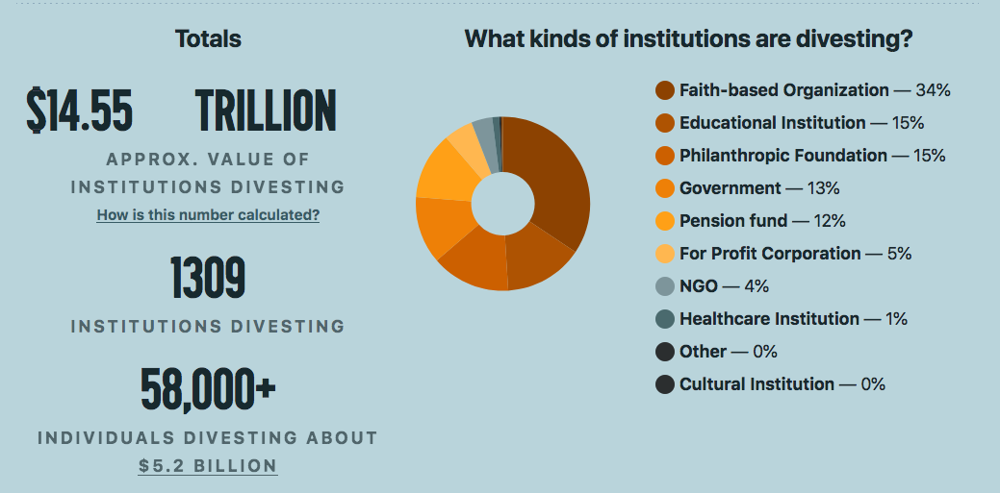 Totals
$14.55 TRILLION
APPROX. VALUE OF
INSTITUTIONS DIVESTING
How is this number calculated?
1309
INSTITUTIONS DIVESTING
58,000+
INDIVIDUALS DIVESTING ABOUT
$5.2 BILLION
What kinds of institutions are divesting?
Faith-based Organization — 34%
Educational Institution — 15%
Philanthropic Foundation — 15%
Government — 13%
Pension fund — 12%
For Profit Corporation — 5%
NGO — 4%
Healthcare Institution — 1%
Other — 0%
Cultural Institution — 0%